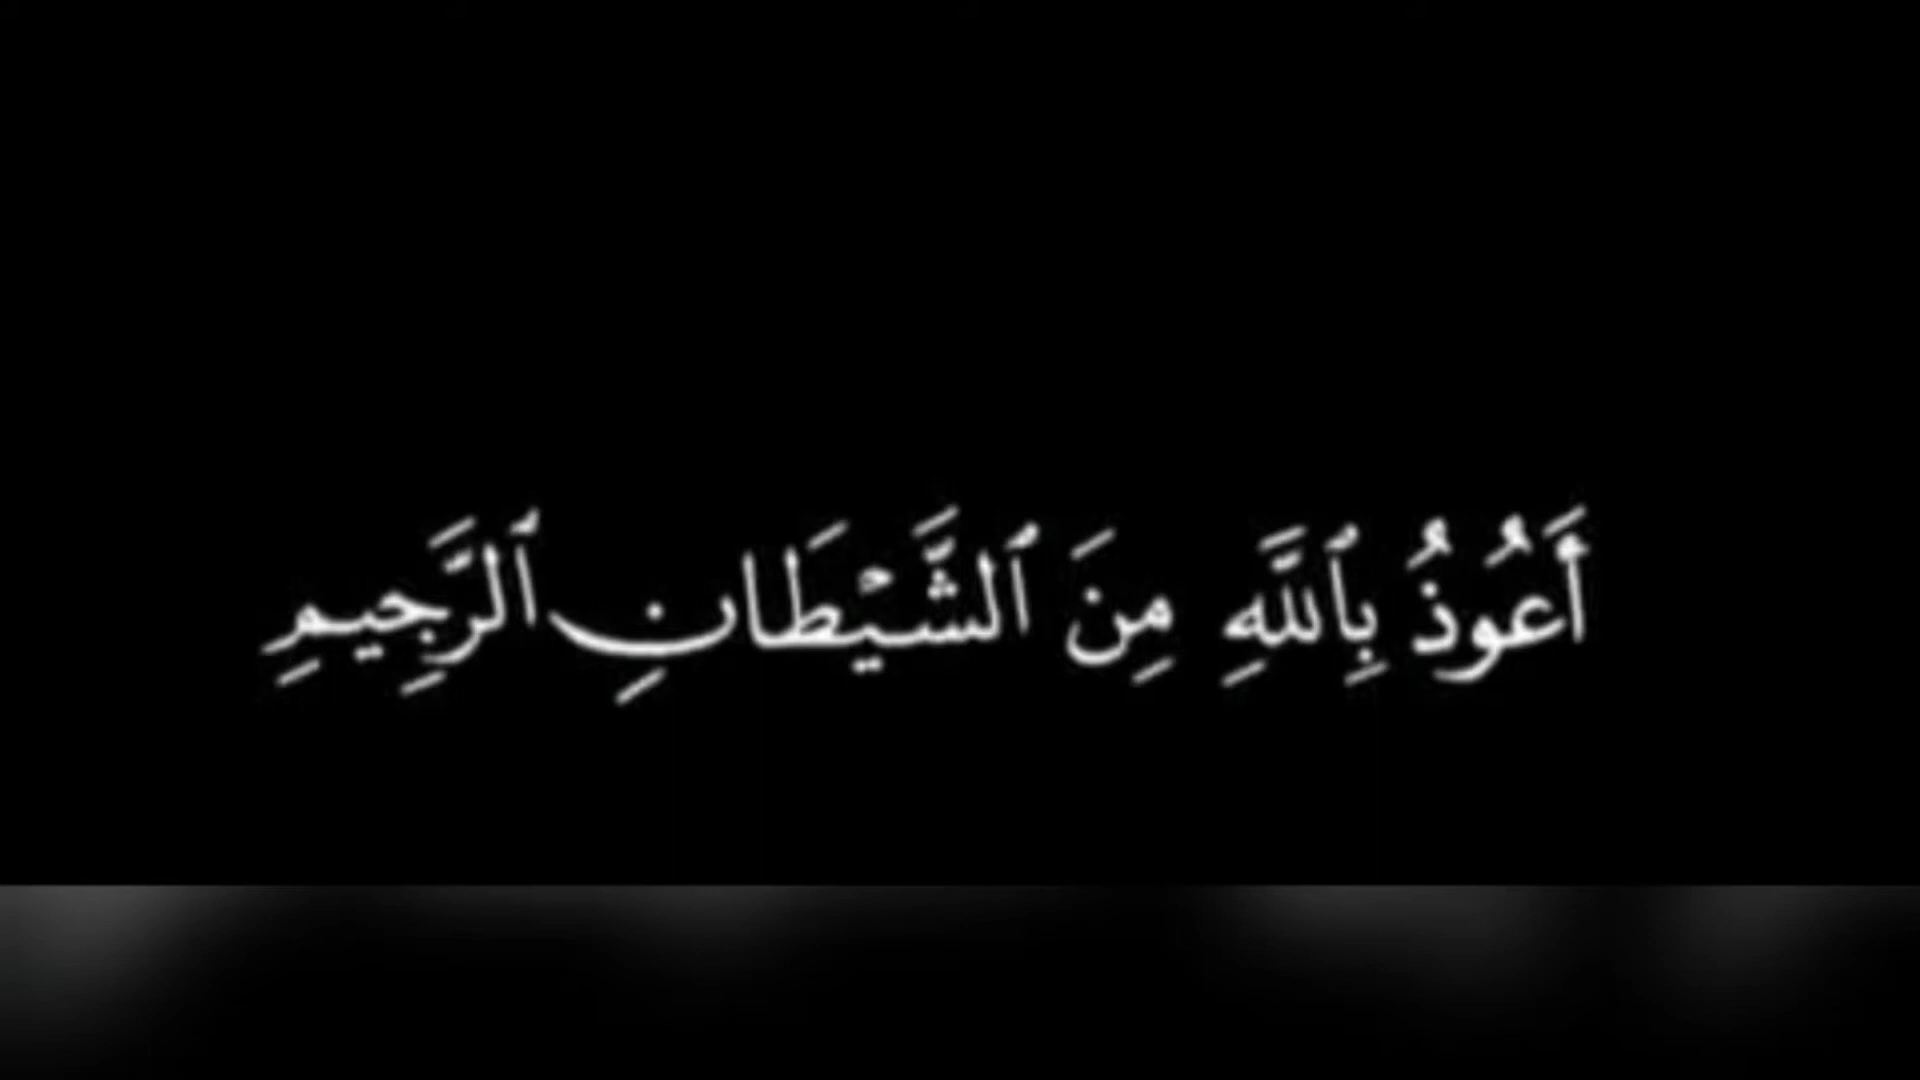 أَعُوذُ بِٱللَّهِ مِنَ ٱلشَّيْطَانِ ٱلرَّجِيمِ